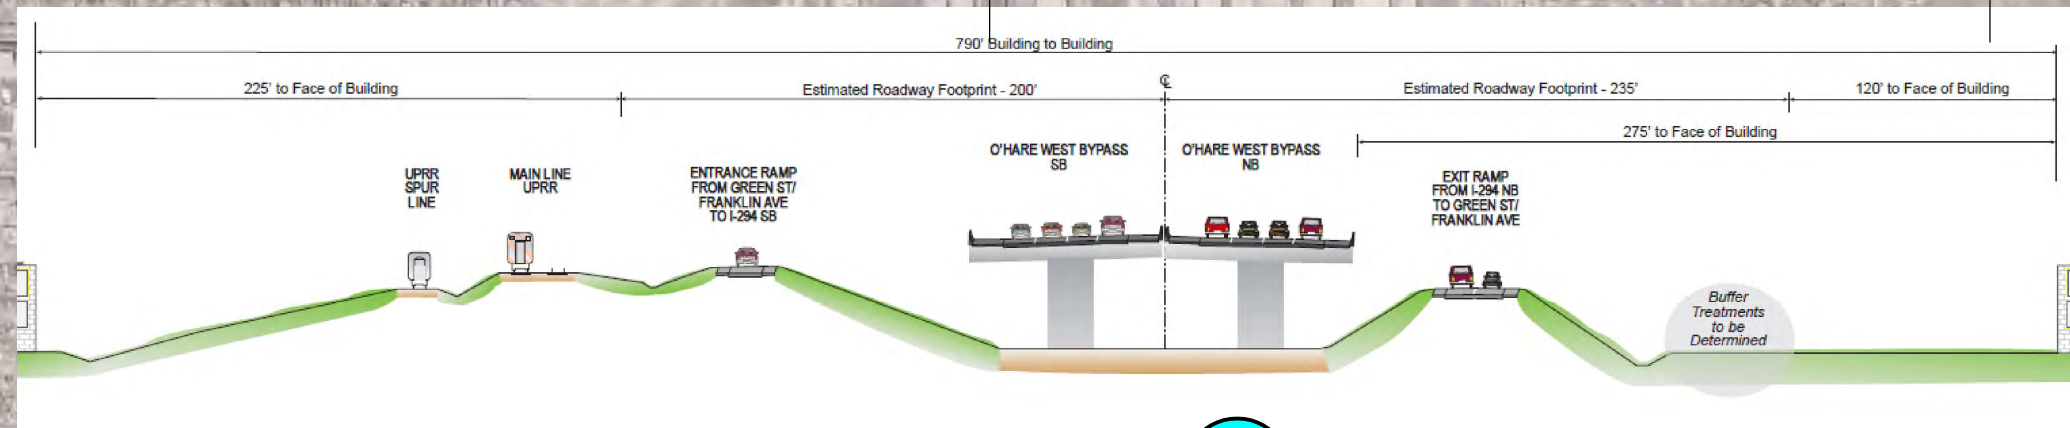 790' Building to Building
225' to Face of Building
Estimated Roadway Footprint - 200'
℄
Estimated Roadway Footprint - 235'
120' to Face of Building
275' to Face of Building
UPRR
SPUR
LINE
MAIN LINE
UPRR
ENTRANCE RAMP
FROM GREEN ST/
FRANKLIN AVE
TO I-294 SB
O'HARE WEST BYPASS
SB
O'HARE WEST BYPASS
NB
EXIT RAMP
FROM I-294 NB
TO GREEN ST/
FRANKLIN AVE
Buffer
Treatments
to be
Determined